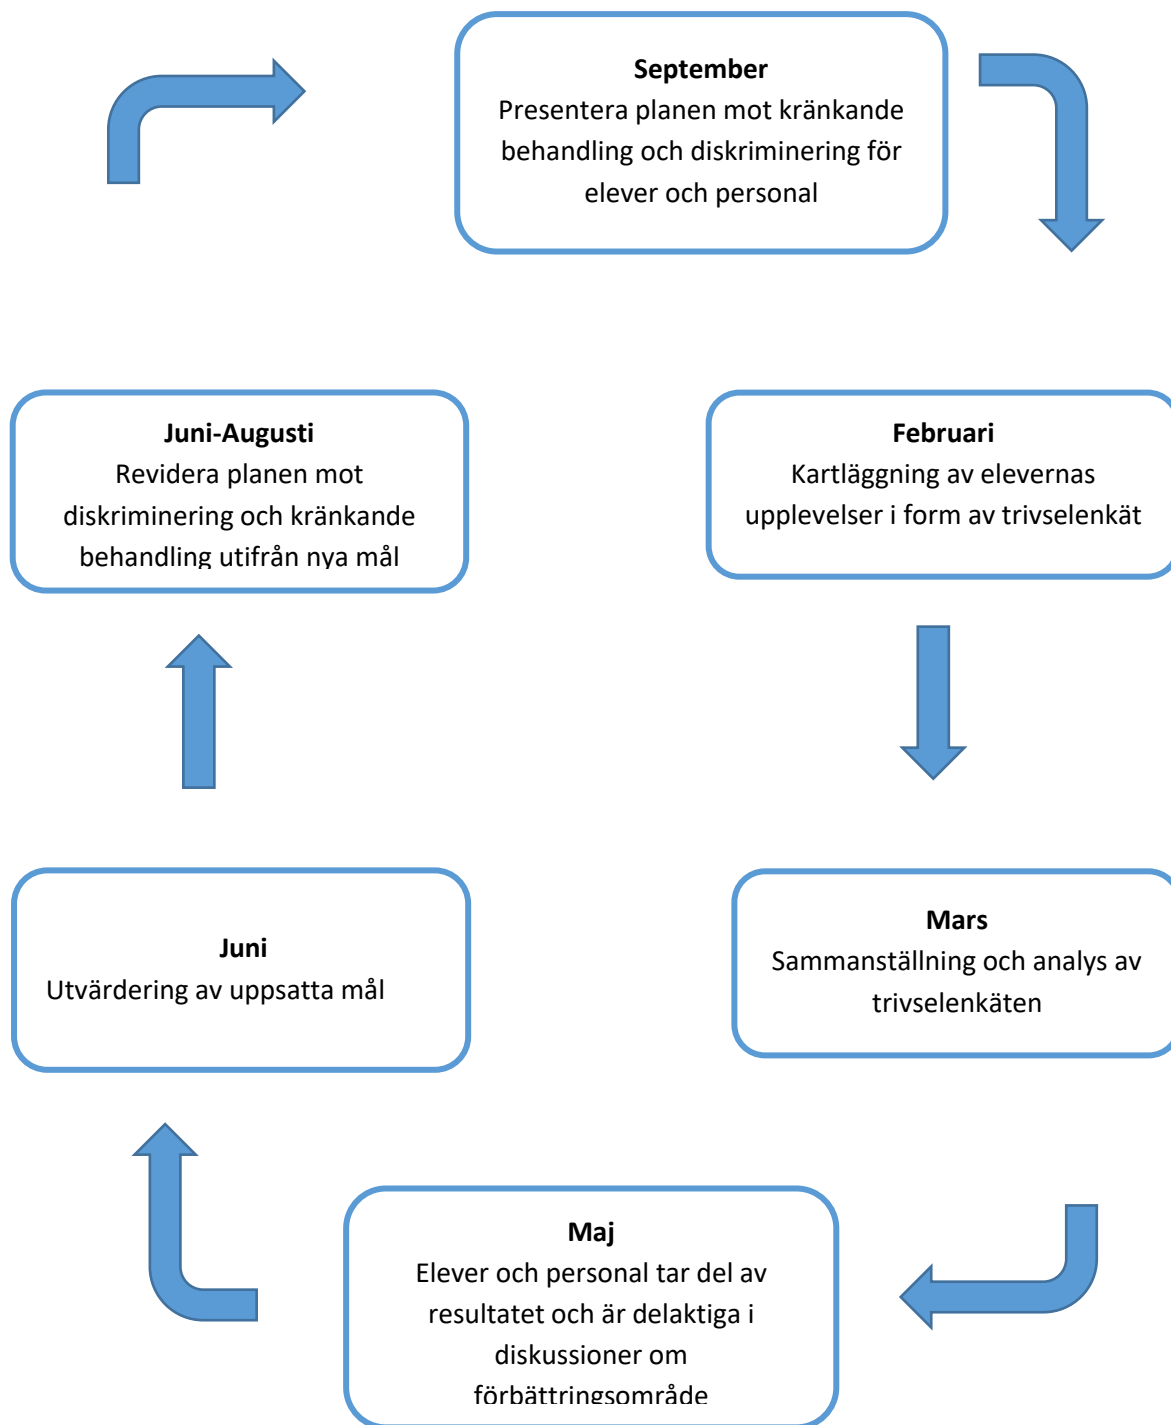 September
Presentera planen mot kränkande
behandling och diskriminering för
elever och personal
Februari
Kartläggning av elevernas
upplevelser i form av trivselenkät
Mars
Sammanställning och analys av
trivselenkäten
Maj
Elever och personal tar del av
resultatet och är delaktiga i
diskussioner om
förbättringsområde
Juni
Utvärdering av uppsatta mål
Juni-Augusti
Revidera planen mot
diskriminering och kränkande
behandling utifrån nya mål